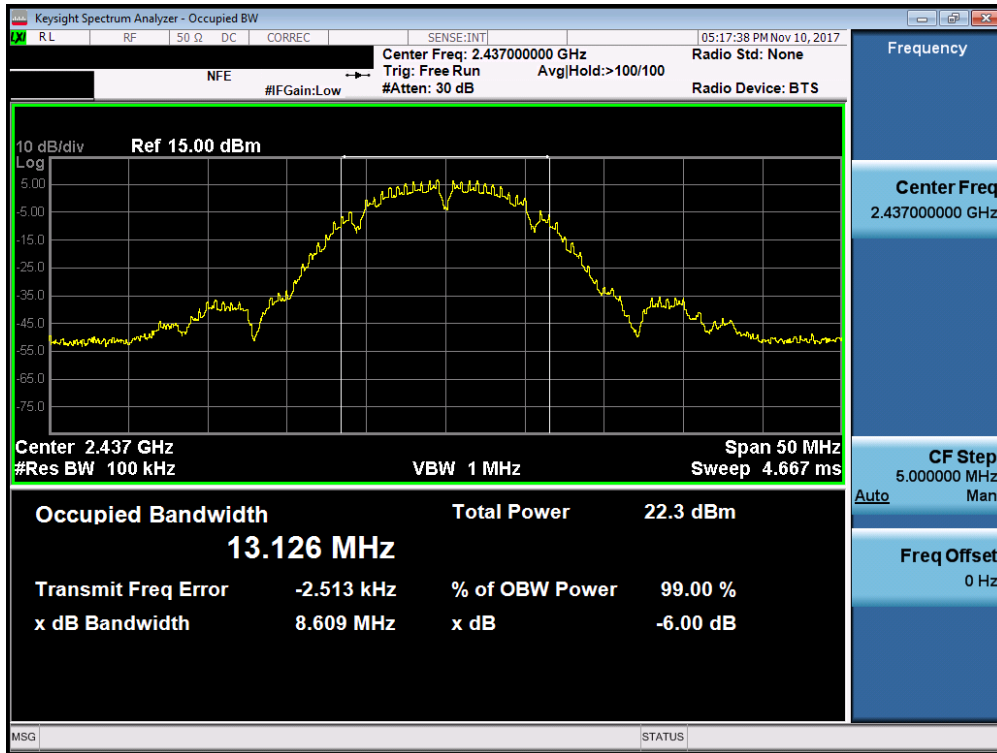 Keysight Spectrum Analyzer - Occupied BW
LXI RL RF 50 Ω DC CORREC SENSE:INT 05:17:38 PM Nov 10, 2017
Center Freq: 2.437000000 GHz Radio Std: None
NFE Trig: Free Run Avg|Hold:>100/100
#IFGain:Low #Atten: 30 dB Radio Device: BTS
10 dB/div Ref 15.00 dBm
Log
5.00
-5.00
-15.0
-25.0
-35.0
-45.0
-55.0
-65.0
-75.0
Center 2.437 GHz Span 50 MHz
#Res BW 100 kHz VBW 1 MHz Sweep 4.667 ms
Occupied Bandwidth Total Power 22.3 dBm
13.126 MHz
Transmit Freq Error -2.513 kHz % of OBW Power 99.00 %
x dB Bandwidth 8.609 MHz x dB -6.00 dB
MSG STATUS
Frequency
Center Freq
2.437000000 GHz
CF Step
5.000000 MHz
Auto Man
Freq Offset
0 Hz